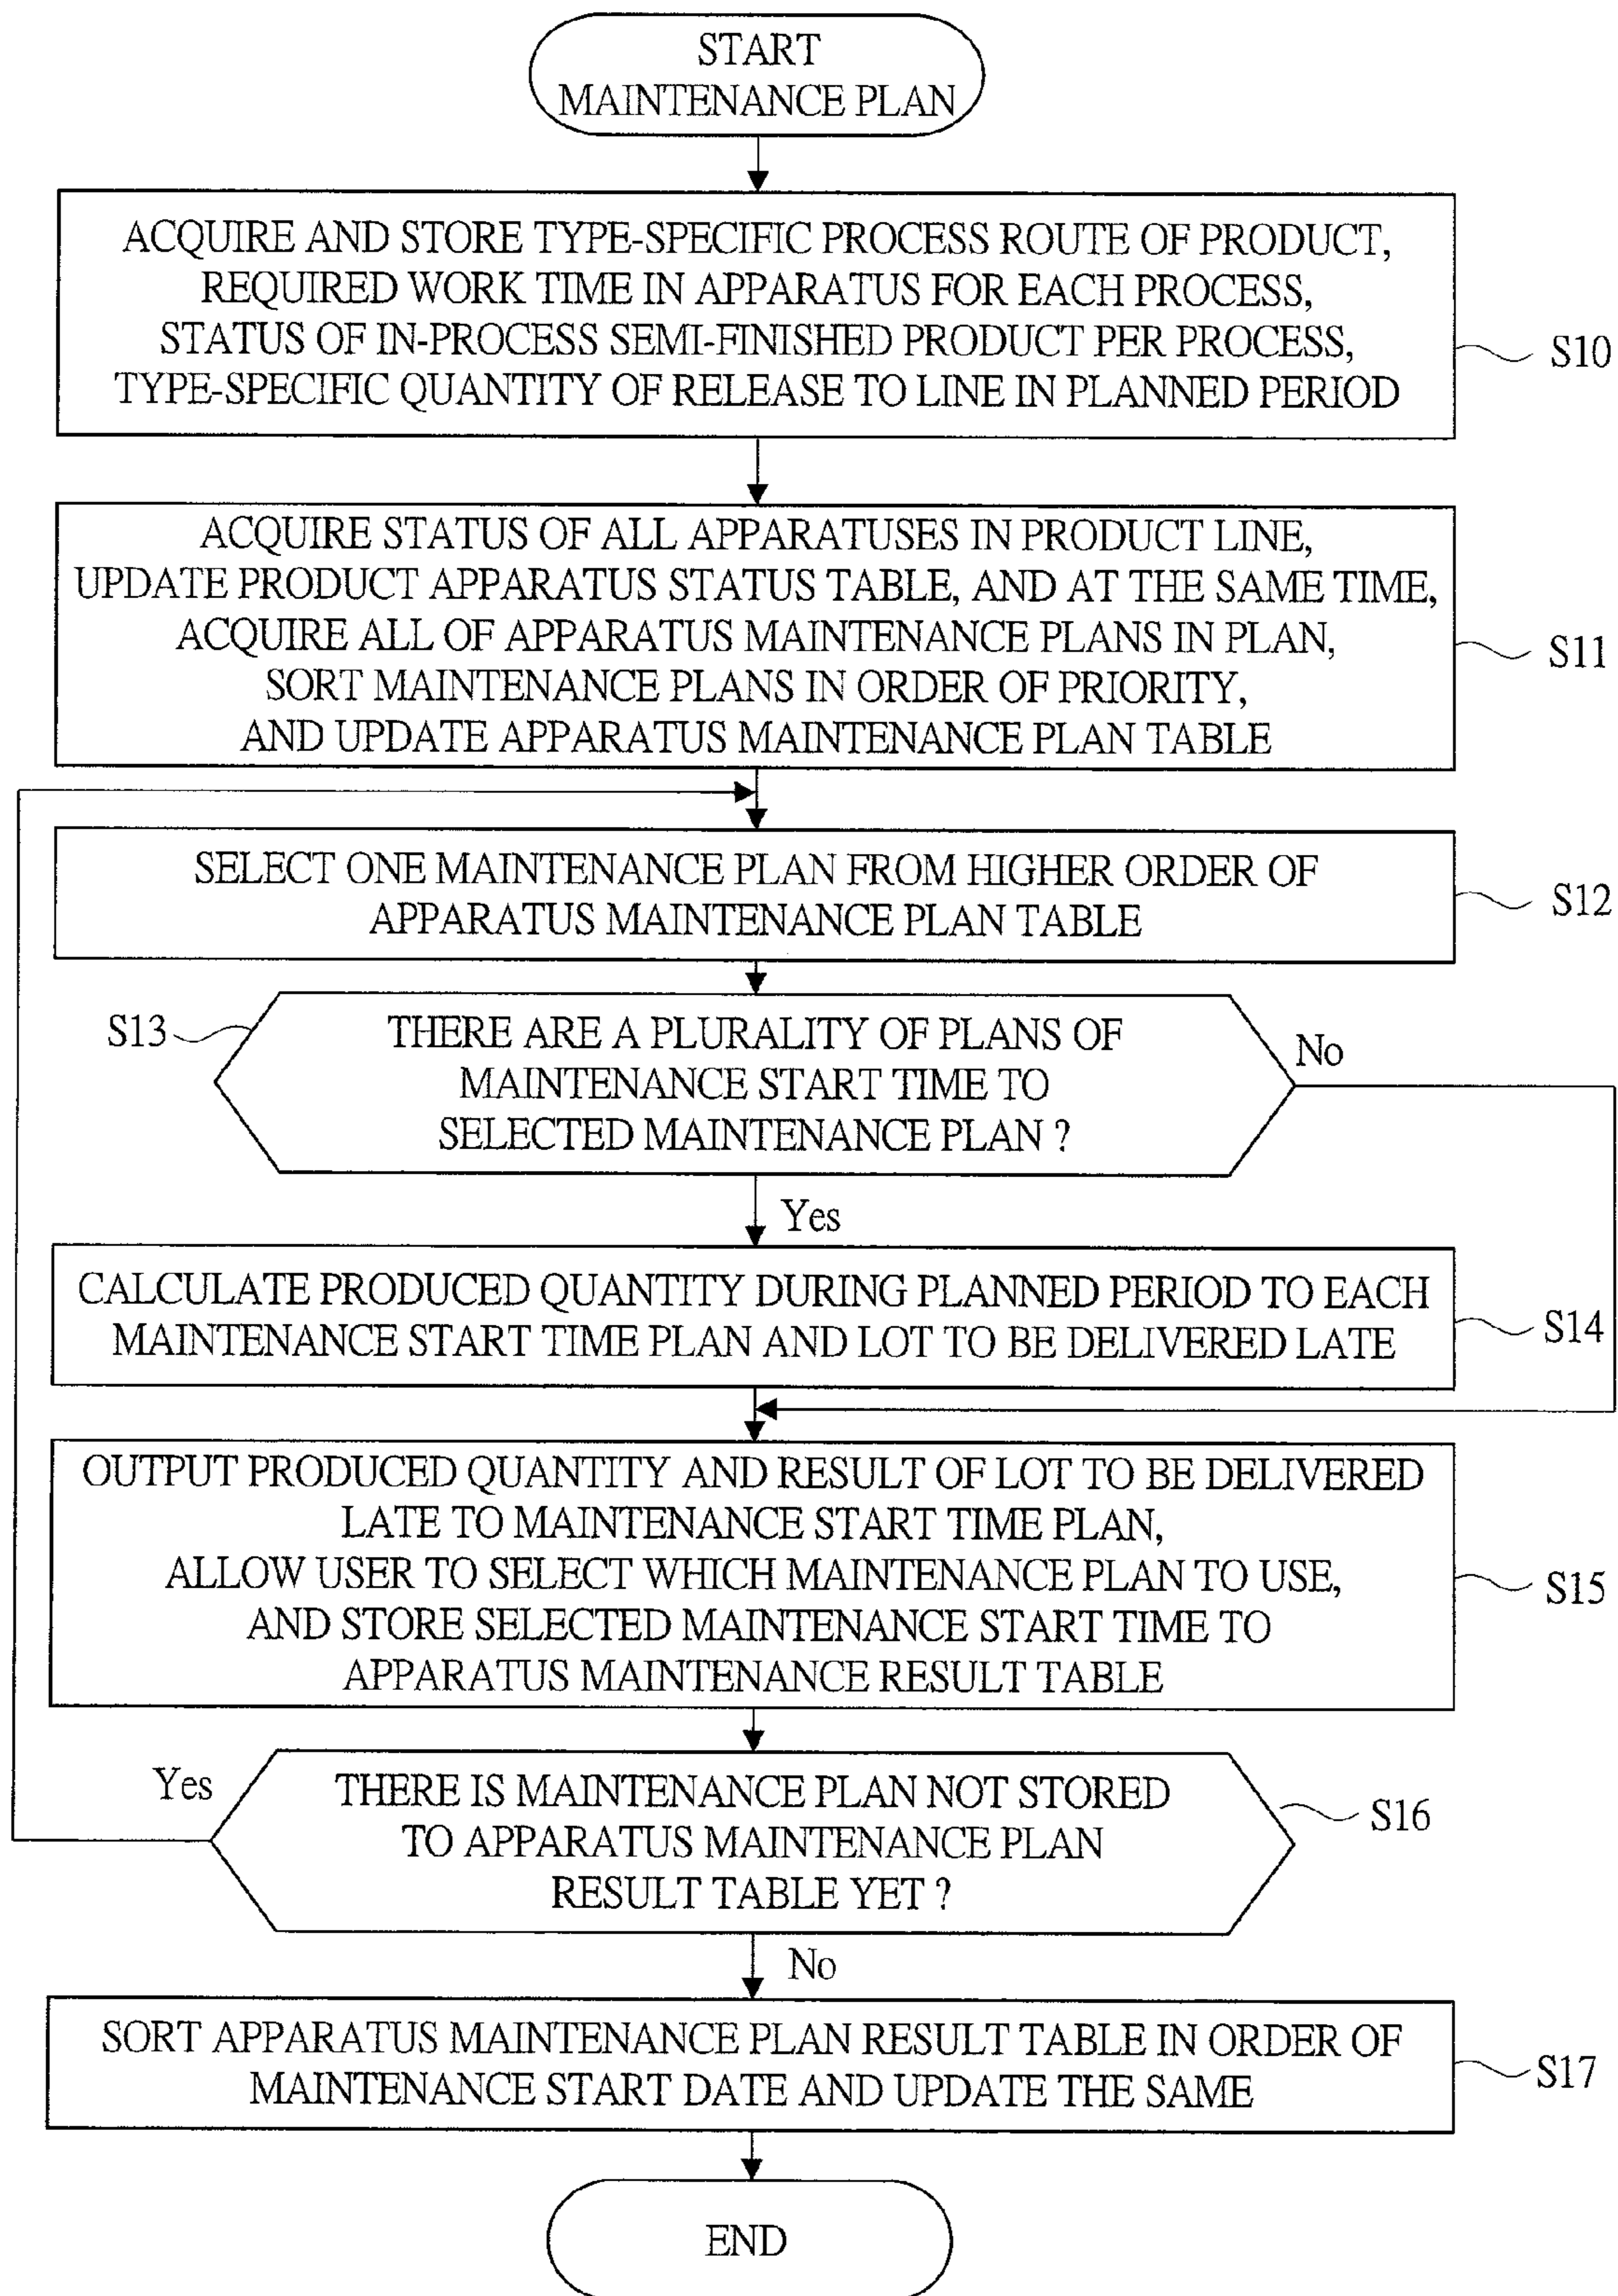 START
MAINTENANCE PLAN
ACQUIRE AND STORE TYPE-SPECIFIC PROCESS ROUTE OF PRODUCT,
REQUIRED WORK TIME IN APPARATUS FOR EACH PROCESS,
STATUS OF IN-PROCESS SEMI-FINISHED PRODUCT PER PROCESS,
TYPE-SPECIFIC QUANTITY OF RELEASE TO LINE IN PLANNED PERIOD
S10
ACQUIRE STATUS OF ALL APPARATUSES IN PRODUCT LINE,
UPDATE PRODUCT APPARATUS STATUS TABLE, AND AT THE SAME TIME,
ACQUIRE ALL OF APPARATUS MAINTENANCE PLANS IN PLAN,
SORT MAINTENANCE PLANS IN ORDER OF PRIORITY,
AND UPDATE APPARATUS MAINTENANCE PLAN TABLE
S11
SELECT ONE MAINTENANCE PLAN FROM HIGHER ORDER OF
APPARATUS MAINTENANCE PLAN TABLE
S12
S13
THERE ARE A PLURALITY OF PLANS OF
MAINTENANCE START TIME TO
SELECTED MAINTENANCE PLAN ?
No
Yes
CALCULATE PRODUCED QUANTITY DURING PLANNED PERIOD TO EACH
MAINTENANCE START TIME PLAN AND LOT TO BE DELIVERED LATE
S14
OUTPUT PRODUCED QUANTITY AND RESULT OF LOT TO BE DELIVERED
LATE TO MAINTENANCE START TIME PLAN,
ALLOW USER TO SELECT WHICH MAINTENANCE PLAN TO USE,
AND STORE SELECTED MAINTENANCE START TIME TO
APPARATUS MAINTENANCE RESULT TABLE
S15
Yes
THERE IS MAINTENANCE PLAN NOT STORED
TO APPARATUS MAINTENANCE PLAN
RESULT TABLE YET ?
S16
No
SORT APPARATUS MAINTENANCE PLAN RESULT TABLE IN ORDER OF
MAINTENANCE START DATE AND UPDATE THE SAME
S17
END